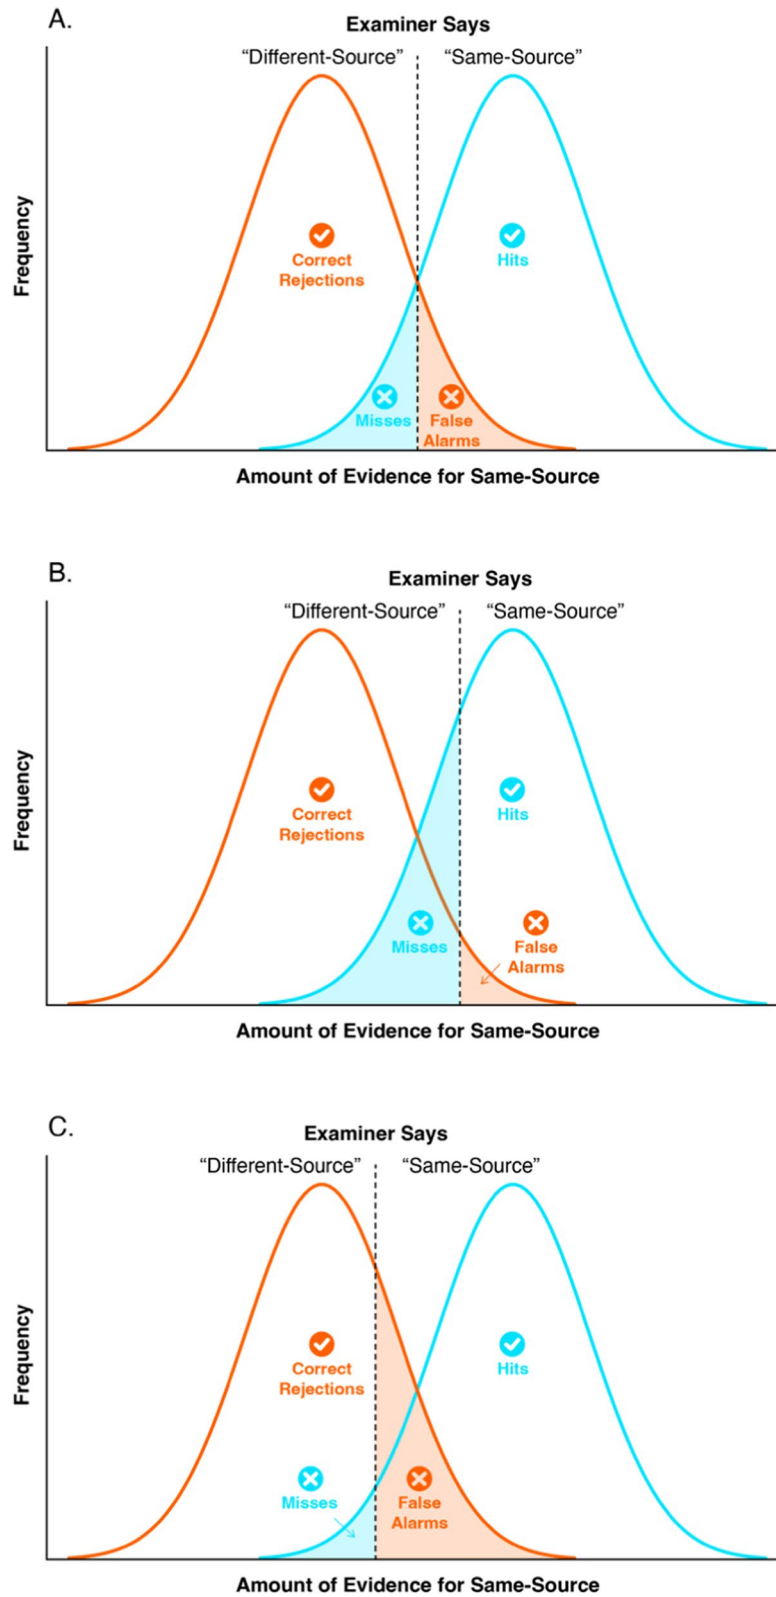 A.
Examiner Says
“Different-Source” “Same-Source”
Frequency
Correct
Rejections
Hits
Misses
False
Alarms
Amount of Evidence for Same-Source
B.
Examiner Says
“Different-Source” “Same-Source”
Frequency
Correct
Rejections
Hits
Misses
False
Alarms
Amount of Evidence for Same-Source
C.
Examiner Says
“Different-Source” “Same-Source”
Frequency
Correct
Rejections
Hits
Misses
False
Alarms
Amount of Evidence for Same-Source